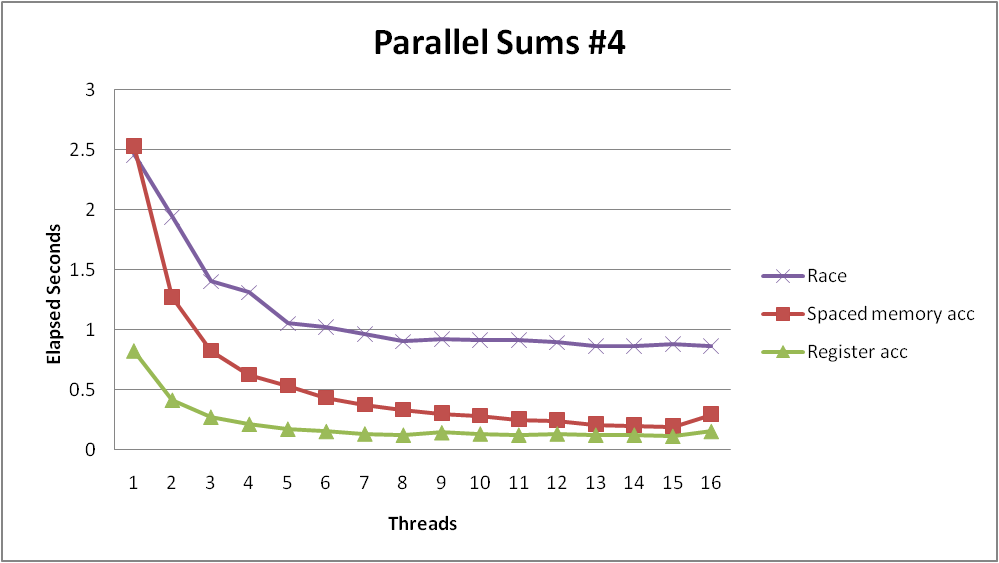 Parallel Sums #4
3
2.5
2
1.5
1
0.5
0
Elapsed Seconds
1 2 3 4 5 6 7 8 9 10 11 12 13 14 15 16
Threads
Race
Spaced memory acc
Register acc